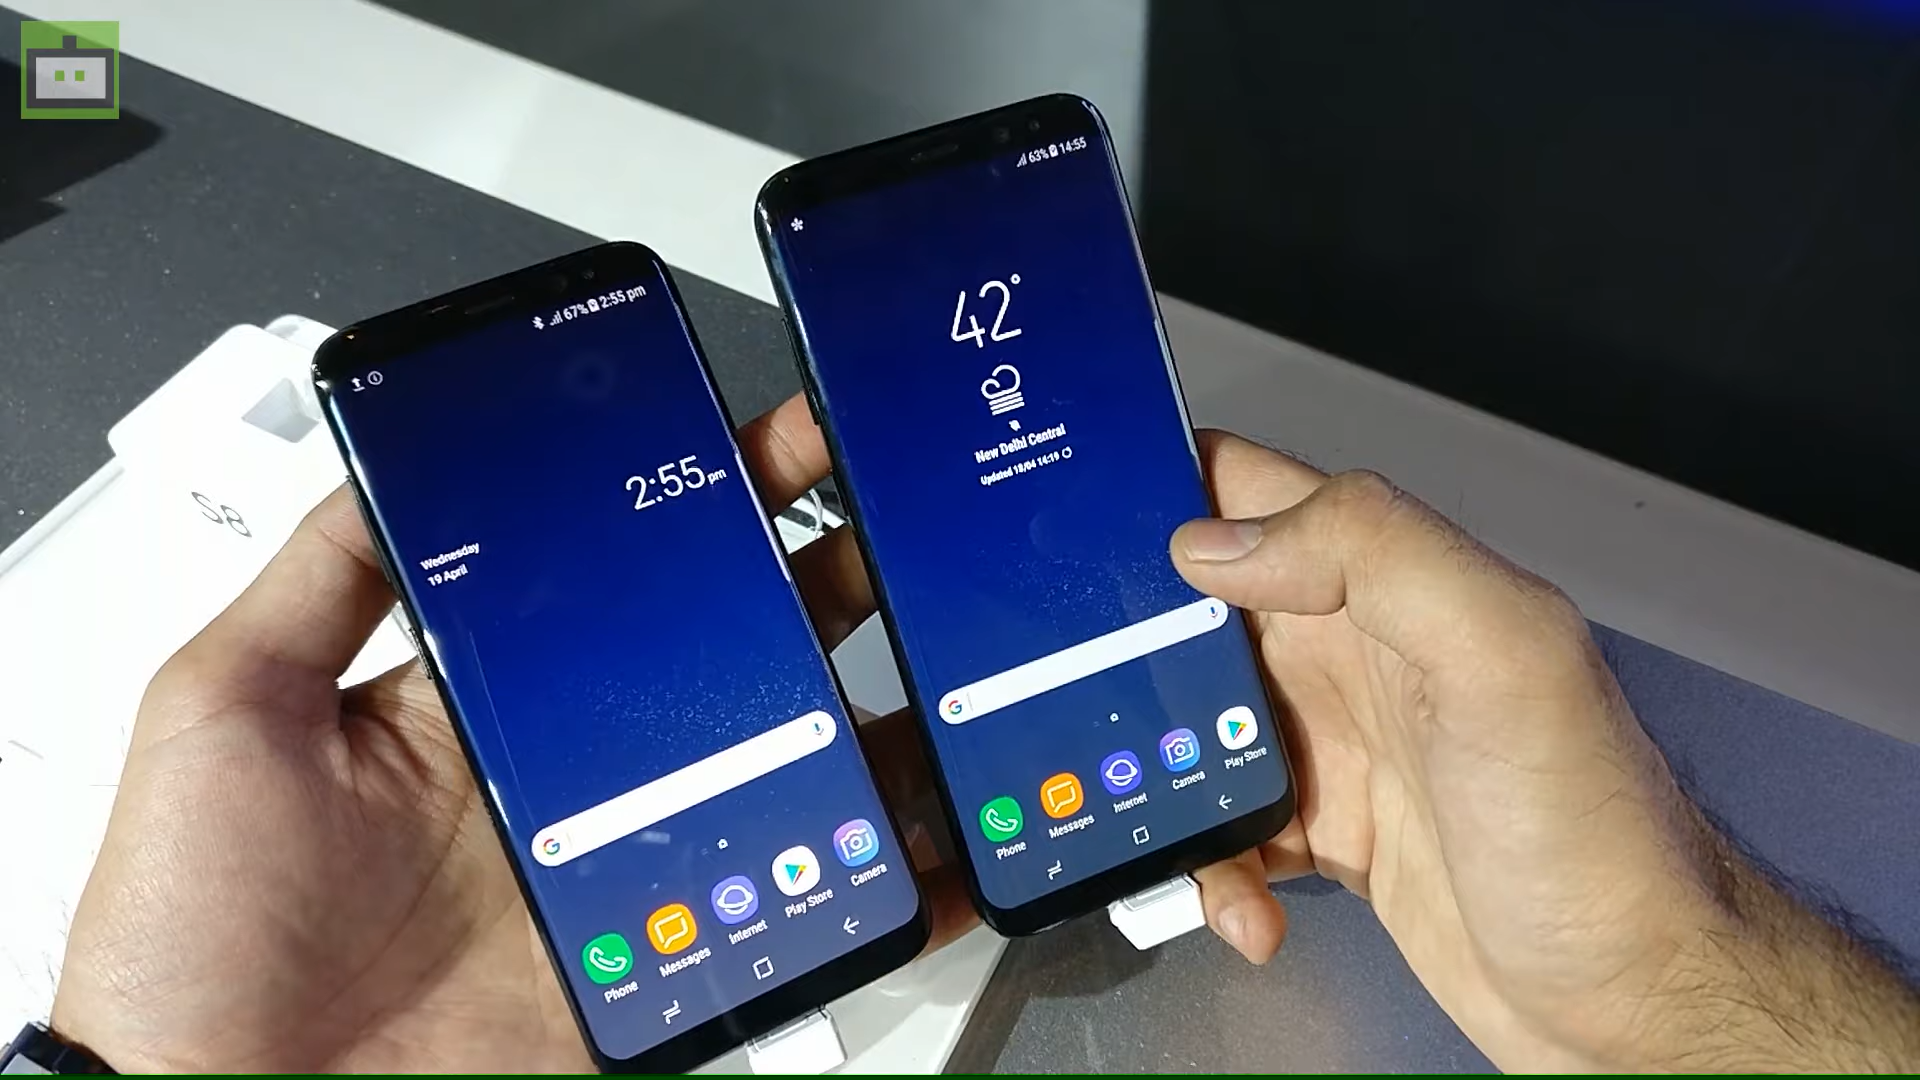 S8
67% 2:55 pm
2:55 pm
Wednesday
19 April
G
Phone
Messages
Internet
Play Store
Camera
63% 14:55
42°
New Delhi Central
Updated 18/04 14:19
G
Phone
Messages
Internet
Camera
Play Store